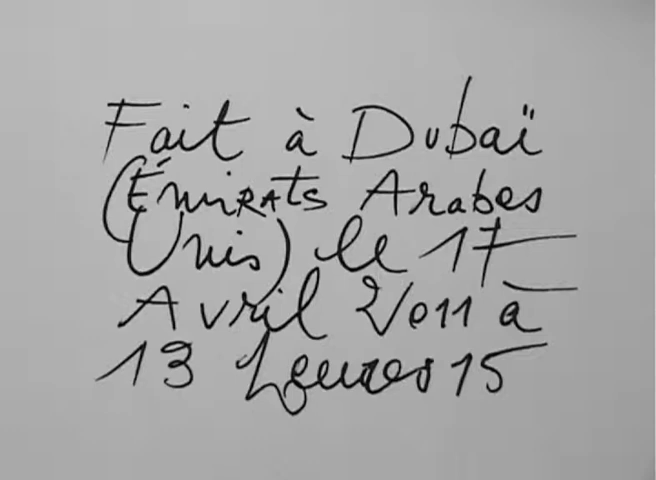 Fait à Dubaï
(Émirats Arabes
Unis) le 17
Avril 2011 à
13 heures 15